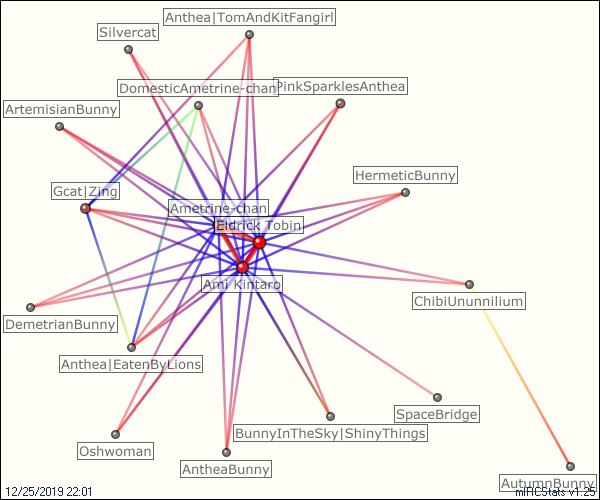 Anthea|TomAndKitFangirl
Silvercat
DomesticAmetrine-chan
PinkSparklesAnthea
ArtemisianBunny
HermeticBunny
Gcat|Zing
Ametrine-chan
Eldrick Tobin
Ami Kintaro
ChibiUnunnilium
DemetrianBunny
Anthea|EatenByLions
SpaceBridge
BunnyInTheSky|ShinyThings
Oshwoman
AntheaBunny
AutumnBunny
12/25/2019 22:01
mIRCStats v1.25